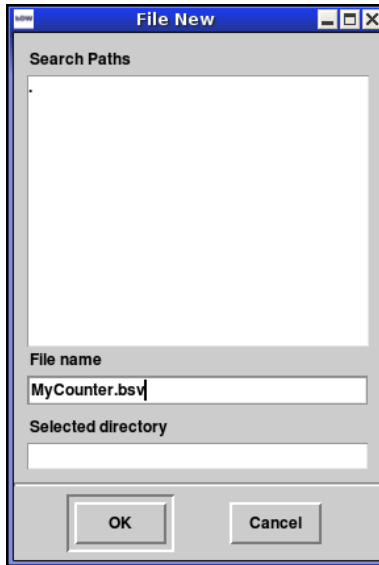 File New
Search Paths
.
File name
MyCounter.bsv
Selected directory
OK
Cancel